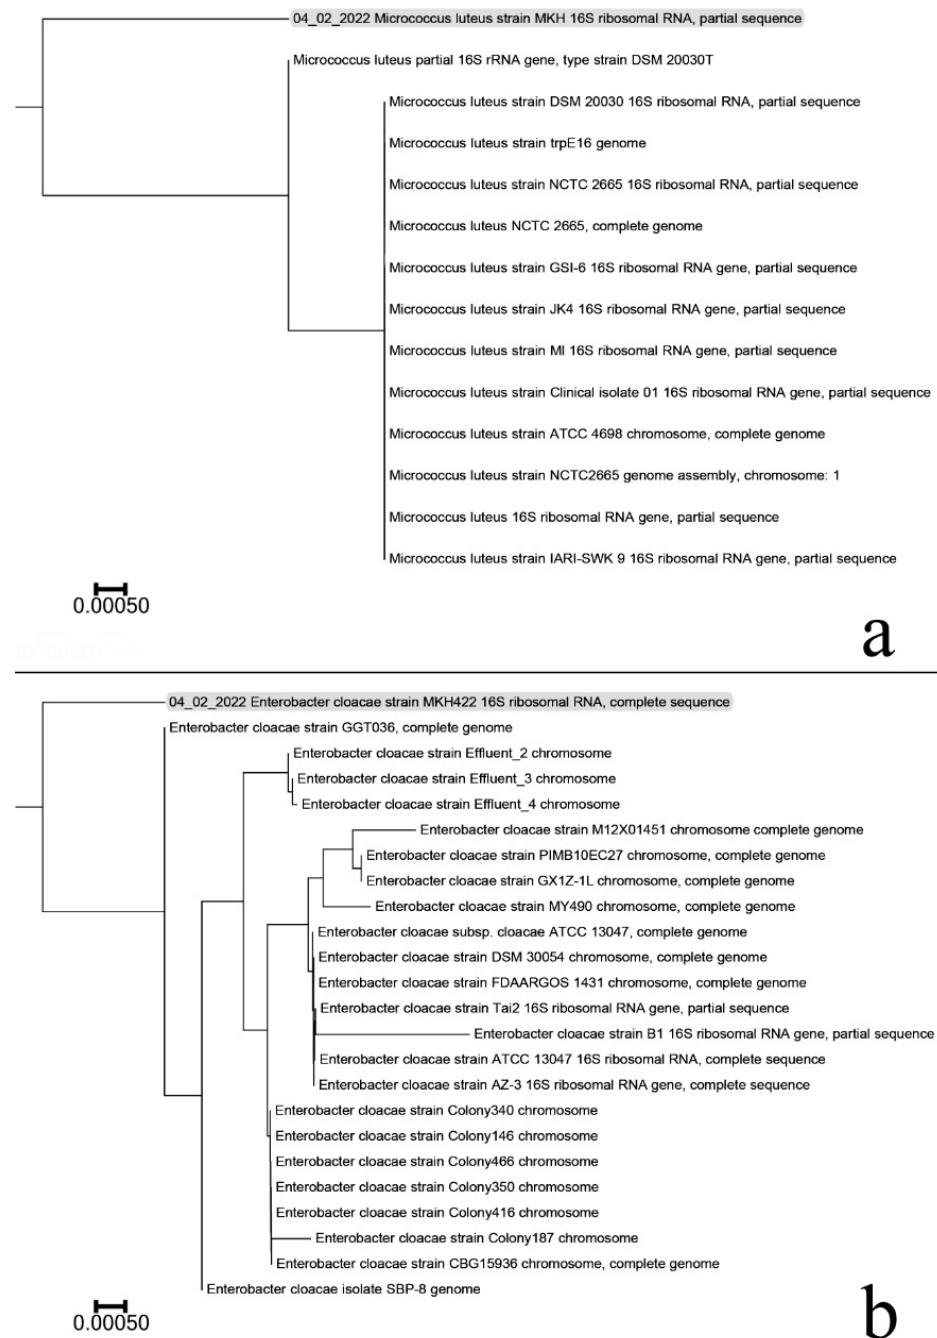 04_02_2022 Micrococcus luteus strain MKH 16S ribosomal RNA, partial sequence
Micrococcus luteus partial 16S rRNA gene, type strain DSM 20030T
Micrococcus luteus strain DSM 20030 16S ribosomal RNA, partial sequence
Micrococcus luteus strain trpE16 genome
Micrococcus luteus strain NCTC 2665 16S ribosomal RNA, partial sequence
Micrococcus luteus NCTC 2665, complete genome
Micrococcus luteus strain GSI-6 16S ribosomal RNA gene, partial sequence
Micrococcus luteus strain JK4 16S ribosomal RNA gene, partial sequence
Micrococcus luteus strain MI 16S ribosomal RNA gene, partial sequence
Micrococcus luteus strain Clinical isolate 01 16S ribosomal RNA gene, partial sequence
Micrococcus luteus strain ATCC 4698 chromosome, complete genome
Micrococcus luteus strain NCTC2665 genome assembly, chromosome: 1
Micrococcus luteus 16S ribosomal RNA gene, partial sequence
Micrococcus luteus strain IARI-SWK 9 16S ribosomal RNA gene, partial sequence
0.00050
a
04_02_2022 Enterobacter cloacae strain MKH422 16S ribosomal RNA, complete sequence
Enterobacter cloacae strain GGT036, complete genome
Enterobacter cloacae strain Effluent_2 chromosome
Enterobacter cloacae strain Effluent_3 chromosome
Enterobacter cloacae strain Effluent_4 chromosome
Enterobacter cloacae strain M12X01451 chromosome complete genome
Enterobacter cloacae strain PIMB10EC27 chromosome, complete genome
Enterobacter cloacae strain GX1Z-1L chromosome, complete genome
Enterobacter cloacae strain MY490 chromosome, complete genome
Enterobacter cloacae subsp. cloacae ATCC 13047, complete genome
Enterobacter cloacae strain DSM 30054 chromosome, complete genome
Enterobacter cloacae strain FDAARGOS 1431 chromosome, complete genome
Enterobacter cloacae strain Tai2 16S ribosomal RNA gene, partial sequence
Enterobacter cloacae strain B1 16S ribosomal RNA gene, partial sequence
Enterobacter cloacae strain ATCC 13047 16S ribosomal RNA, complete sequence
Enterobacter cloacae strain AZ-3 16S ribosomal RNA gene, complete sequence
Enterobacter cloacae strain Colony340 chromosome
Enterobacter cloacae strain Colony146 chromosome
Enterobacter cloacae strain Colony466 chromosome
Enterobacter cloacae strain Colony350 chromosome
Enterobacter cloacae strain Colony416 chromosome
Enterobacter cloacae strain Colony187 chromosome
Enterobacter cloacae strain CBG15936 chromosome, complete genome
Enterobacter cloacae isolate SBP-8 genome
0.00050
b